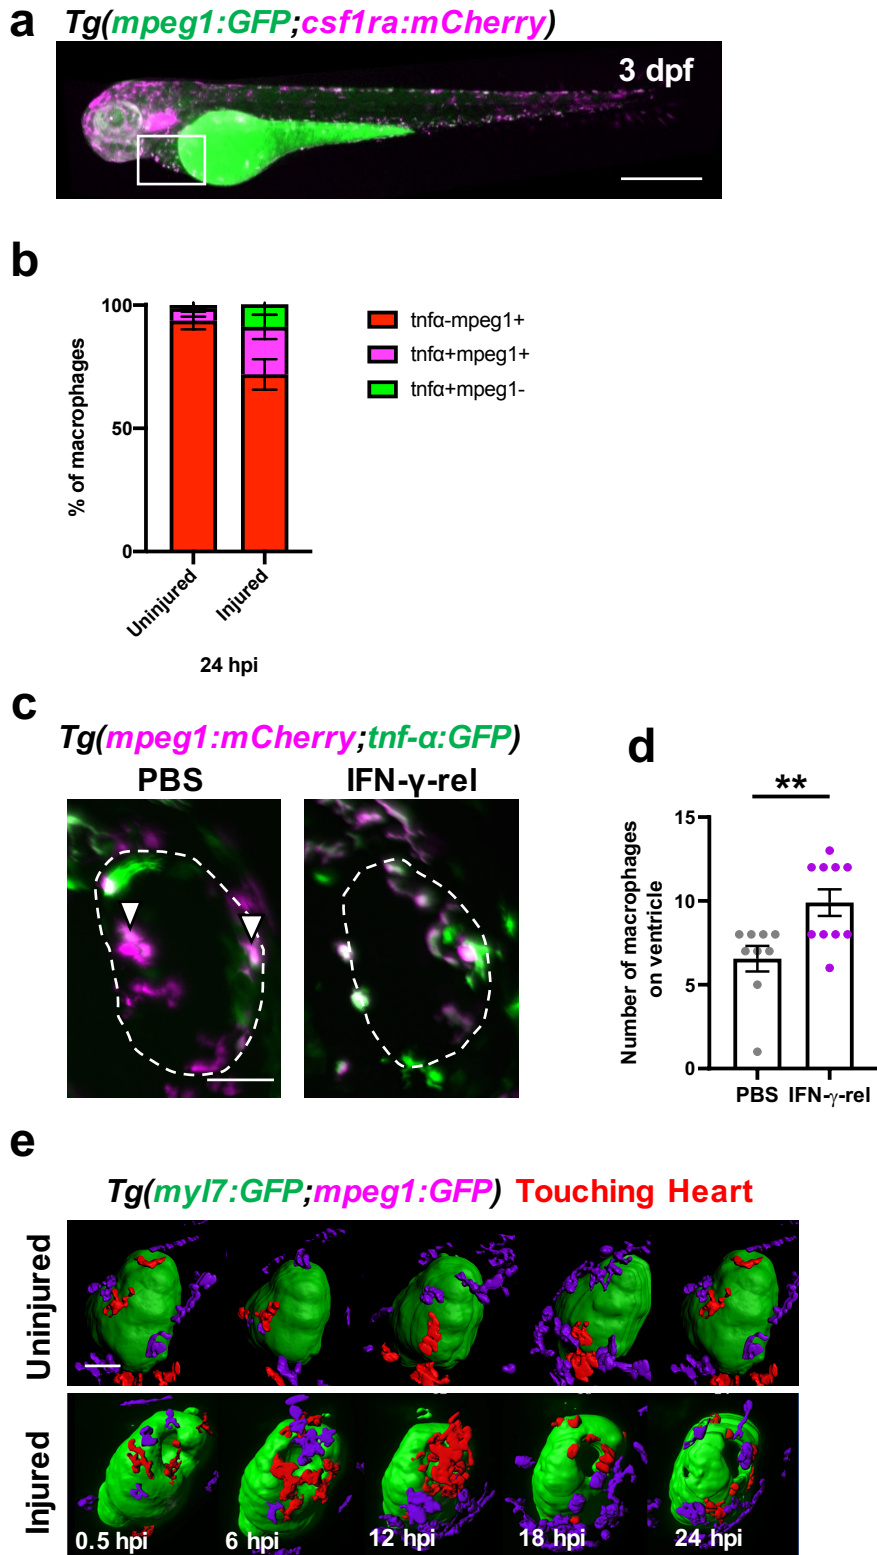 a Tg(mpeg1:GFP;csf1ra:mCherry)
3 dpf
b
100
50
0
% of macrophages
Uninjured
Injured
24 hpi
tnfα-mpeg1+
tnfα+mpeg1+
tnfα+mpeg1-
c
Tg(mpeg1:mCherry;tnf-α:GFP)
PBS
IFN-γ-rel
d
**
15
10
5
0
Number of macrophages
on ventricle
PBS
IFN-γ-rel
e
Tg(myl7:GFP;mpeg1:GFP) Touching Heart
Uninjured
Injured
0.5 hpi
6 hpi
12 hpi
18 hpi
24 hpi